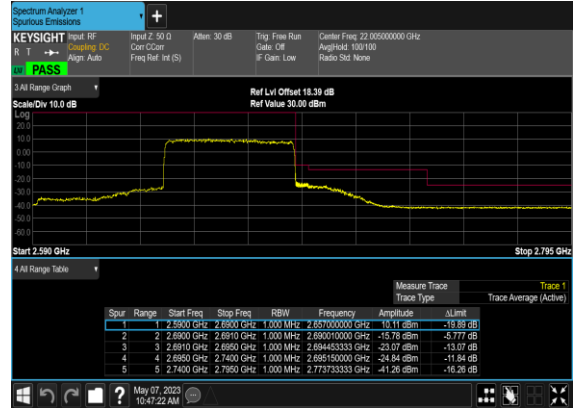 Spectrum Analyzer 1
Spurious Emissions
KEYSIGHT Input: RF Input Z: 50 Ω Atten: 30 dB Trig: Free Run Center Freq: 22.005000000 GHz
R T Coupling: DC Corr CCorr Gate: Off Avg|Hold: 100/100
Align: Auto Freq Ref: Int (S) IF Gain: Low Radio Std: None
PASS
3 All Range Graph
Ref Lvl Offset 18.39 dB
Scale/Div 10.0 dB Ref Value 30.00 dBm
Log
20.0
10.0
0.00
-10.0
-20.0
-30.0
-40.0
-50.0
-60.0
Start 2.590 GHz Stop 2.795 GHz
4 All Range Table
Measure Trace Trace 1
Trace Type Trace Average (Active)
Spur Range Start Freq Stop Freq RBW Frequency Amplitude ΔLimit
1 1 2.5900 GHz 2.6900 GHz 1.000 MHz 2.657000000 GHz 10.11 dBm -19.89 dB
2 2 2.6900 GHz 2.6910 GHz 1.000 MHz 2.690010000 GHz -15.78 dBm -5.777 dB
3 3 2.6910 GHz 2.6950 GHz 1.000 MHz 2.694453333 GHz -23.07 dBm -13.07 dB
4 4 2.6950 GHz 2.7400 GHz 1.000 MHz 2.695150000 GHz -24.84 dBm -11.84 dB
5 5 2.7400 GHz 2.7950 GHz 1.000 MHz 2.773733333 GHz -41.26 dBm -16.26 dB
May 07, 2023
10:47:22 AM